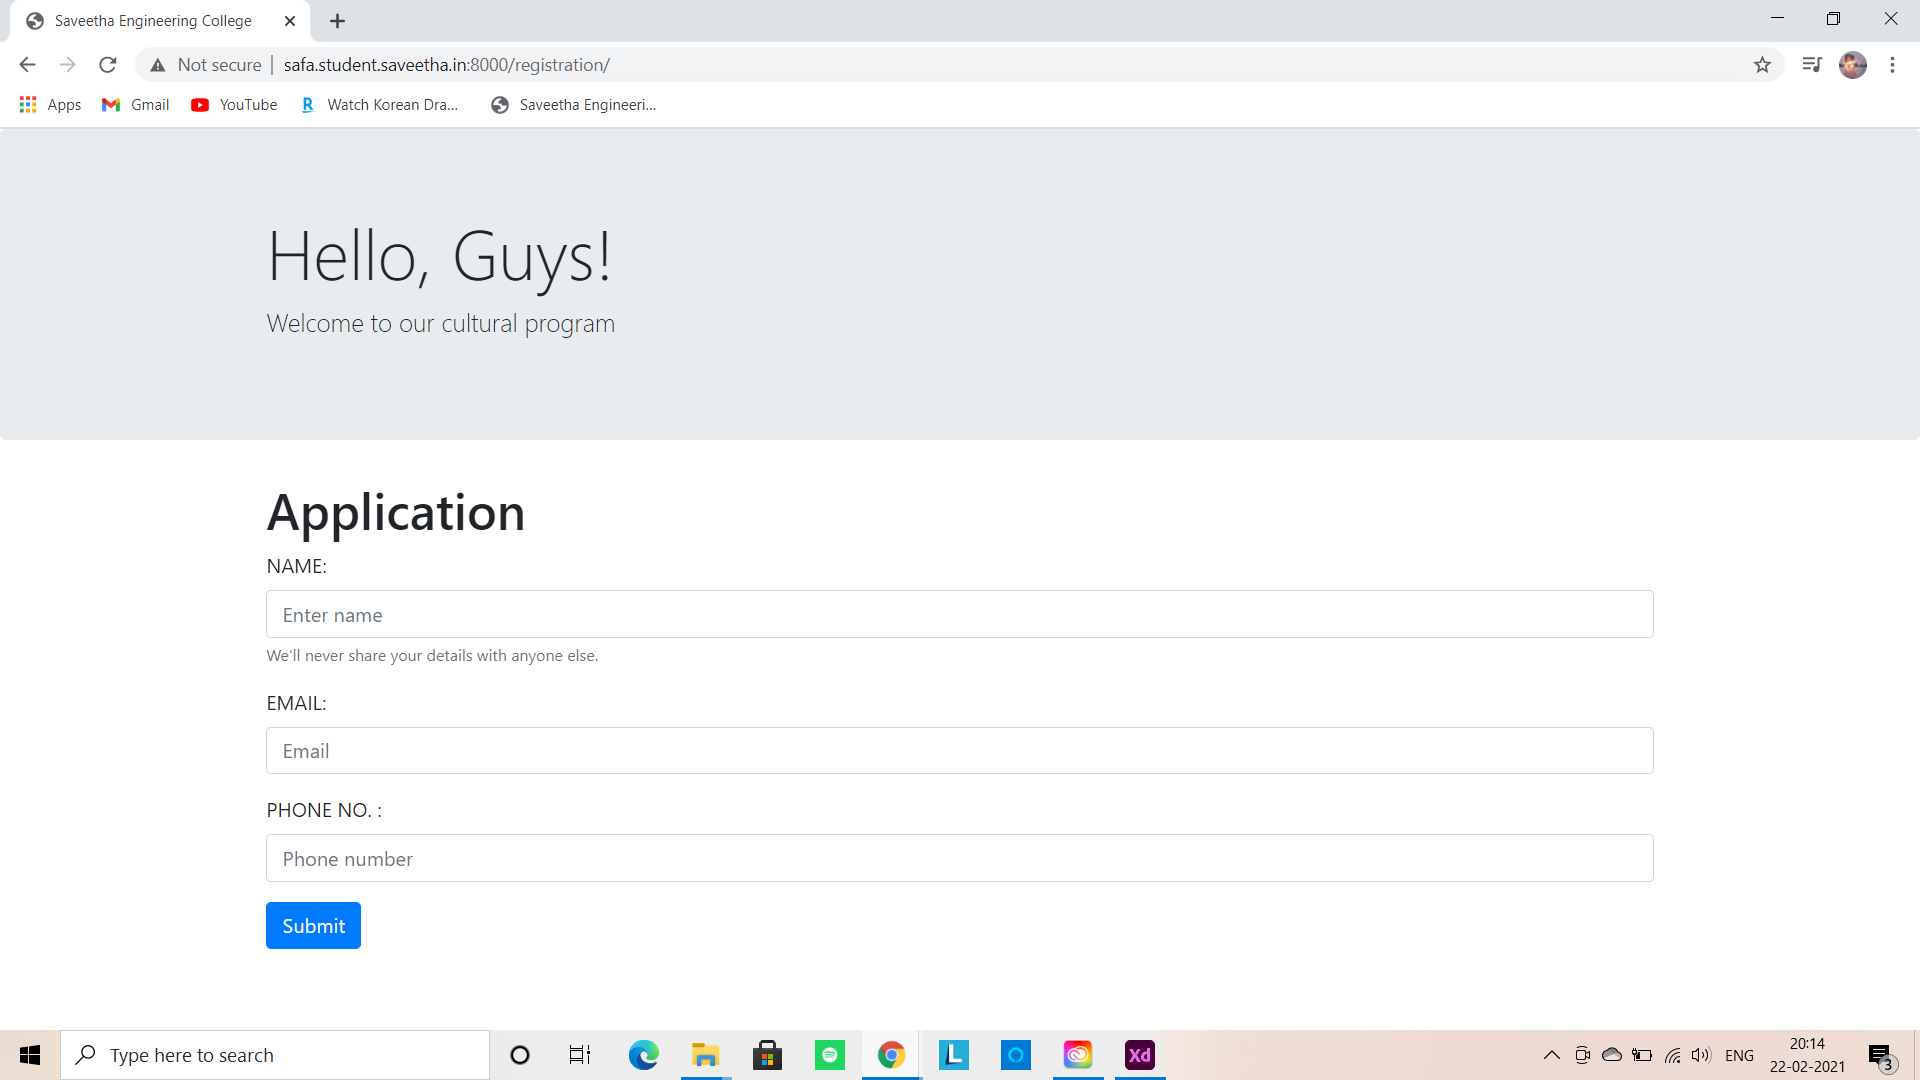 Saveetha Engineering College
Not secure | safa.student.saveetha.in:8000/registration/
Apps Gmail YouTube R Watch Korean Dra... Saveetha Engineeri...
Hello, Guys!
Welcome to our cultural program
Application
NAME:
Enter name
We'll never share your details with anyone else.
EMAIL:
Email
PHONE NO. :
Phone number
Submit
Type here to search
L
Xd
ENG
20:14
22-02-2021
3